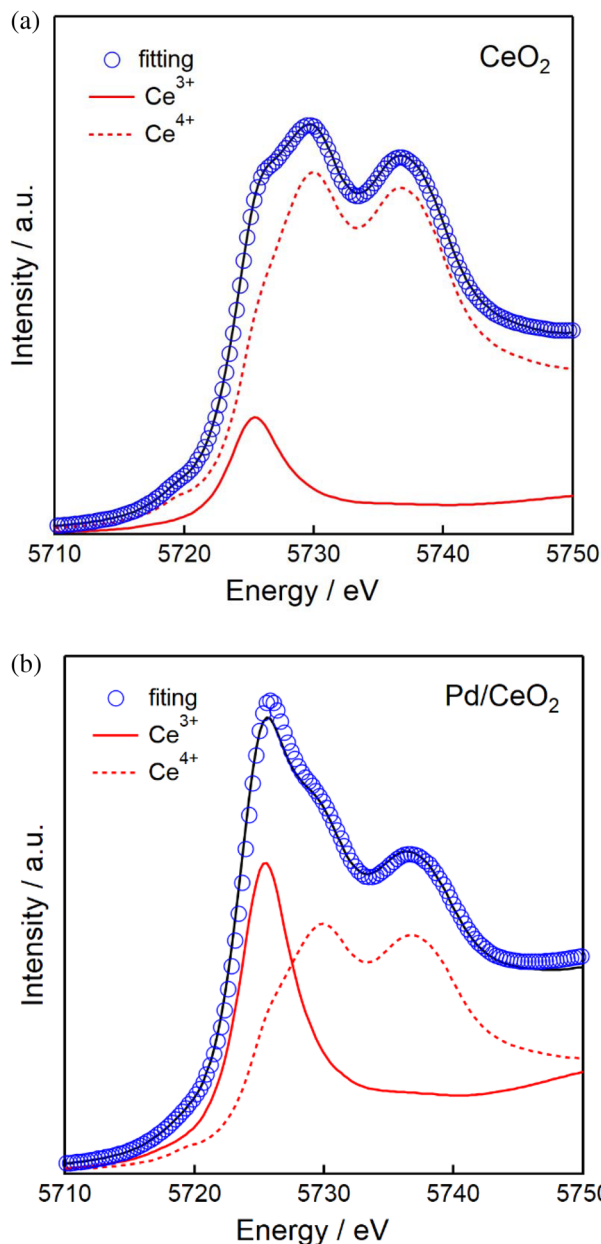 (a)
fitting
Ce3+
Ce4+
CeO2
Intensity / a.u.
5710 5720 5730 5740 5750
Energy / eV
(b)
fiting
Ce3+
Ce4+
Pd/CeO2
Intensity / a.u.
5710 5720 5730 5740 5750
Energy / eV